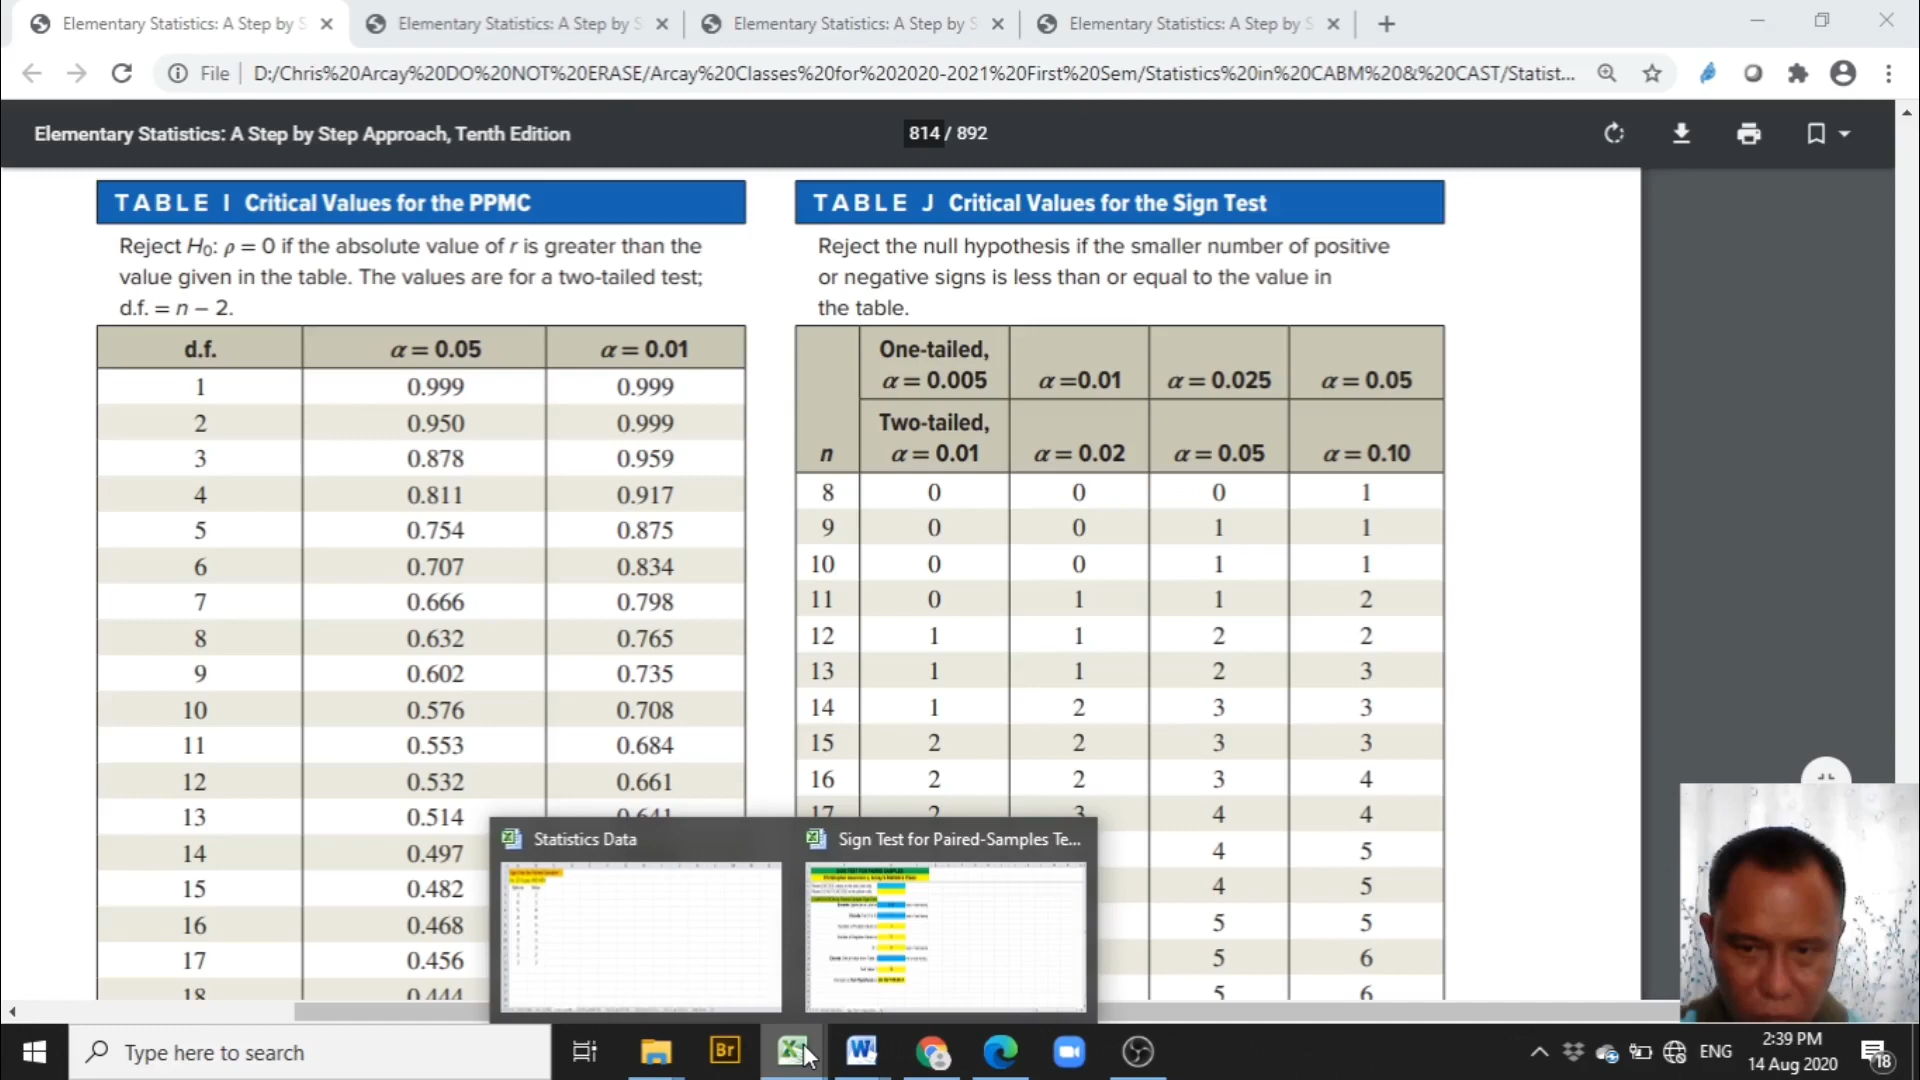 Elementary Statistics: A Step by S
Elementary Statistics: A Step by S
Elementary Statistics: A Step by S
Elementary Statistics: A Step by S
File
D:/Chris%20Arcay%20DO%20NOT%20ERASE/Arcay%20Classes%20for%202020-2021%20First%20Sem/Statistics%20in%20CABM%20&%20CAST/Statist...
Elementary Statistics: A Step by Step Approach, Tenth Edition
814 / 892
TABLE I Critical Values for the PPMC
Reject H0: ρ = 0 if the absolute value of r is greater than the
value given in the table. The values are for a two-tailed test;
d.f. = n − 2.
d.f. α = 0.05 α = 0.01
1 0.999 0.999
2 0.950 0.999
3 0.878 0.959
4 0.811 0.917
5 0.754 0.875
6 0.707 0.834
7 0.666 0.798
8 0.632 0.765
9 0.602 0.735
10 0.576 0.708
11 0.553 0.684
12 0.532 0.661
13 0.514 0.641
14 0.497
15 0.482
16 0.468
17 0.456
18 0.444
TABLE J Critical Values for the Sign Test
Reject the null hypothesis if the smaller number of positive
or negative signs is less than or equal to the value in
the table.
One-tailed,
α = 0.005 α =0.01 α = 0.025 α = 0.05
Two-tailed,
n α = 0.01 α = 0.02 α = 0.05 α = 0.10
8 0 0 0 1
9 0 0 1 1
10 0 0 1 1
11 0 1 1 2
12 1 1 2 2
13 1 1 2 3
14 1 2 3 3
15 2 2 3 3
16 2 2 3 4
17 2 3 4 4
4 5
4 5
5 5
5 6
5 6
Statistics Data
Sign Test for Paired-Samples Te...
Type here to search
Br
ENG
2:39 PM
14 Aug 2020
18